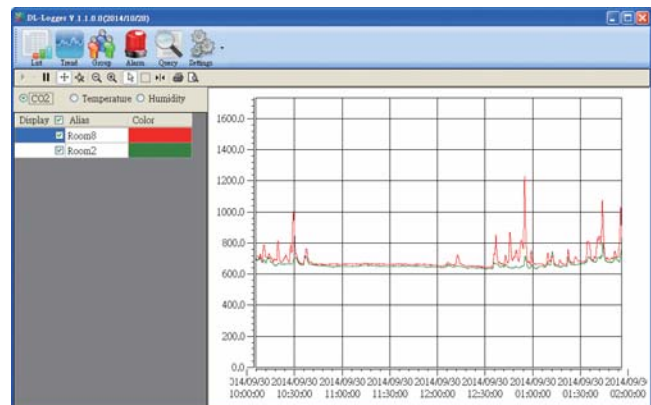 DL-Logger V 1.1.0.0(2014/10/28)
List Trend Group Alarm Query Settings
CO2 Temperature Humidity
Display Alias Color
Room8
Room2
1600.0
1400.0
1200.0
1000.0
800.0
600.0
400.0
200.0
0.0
014/09/30 2014/09/30 2014/09/30 2014/09/30 2014/09/30 2014/09/30 2014/09/30 2014/09/30 2014/09/3
10:00:00 10:30:00 11:00:00 11:30:00 12:00:00 12:30:00 01:00:00 01:30:00 02:00:00